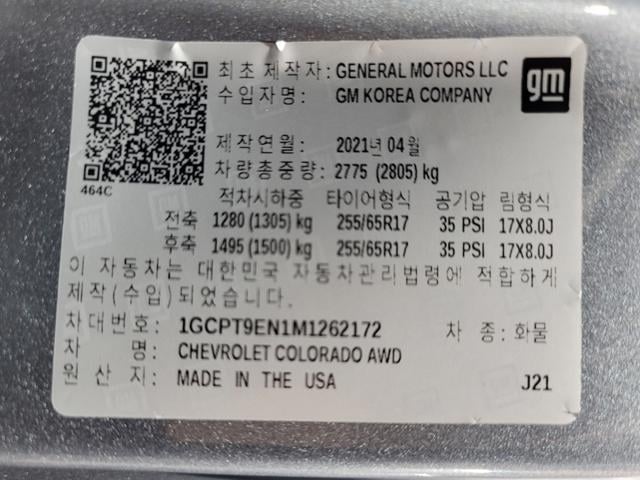 최초제작자: GENERAL MOTORS LLC
gm
수입자명: GM KOREA COMPANY
제작연월: 2021년 04월
차량총중량: 2775 (2805) kg
464C
적차시하중 타이어형식 공기압 림형식
전축 1280 (1305) kg 255/65R17 35 PSI 17X8.0J
후축 1495 (1500) kg 255/65R17 35 PSI 17X8.0J
이 자동차는 대한민국 자동차관리법령에 적합하게
제작(수입)되었습니다.
차대번호: 1GCPT9EN1M1262172 차 종: 화물
차 명: CHEVROLET COLORADO AWD
원산지: MADE IN THE USA J21